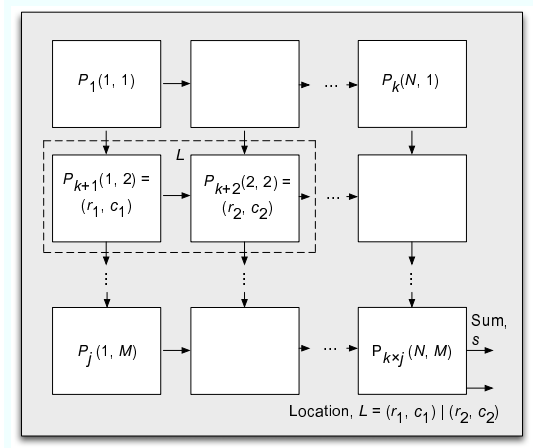 P1(1, 1)
Pk(N, 1)
...
L
Pk+1(1, 2) =
(r1, c1)
Pk+2(2, 2) =
(r2, c2)
...
...
...
...
Pj(1, M)
...
Pk×j(N, M)
Sum,
s
Location, L = (r1, c1) | (r2, c2)